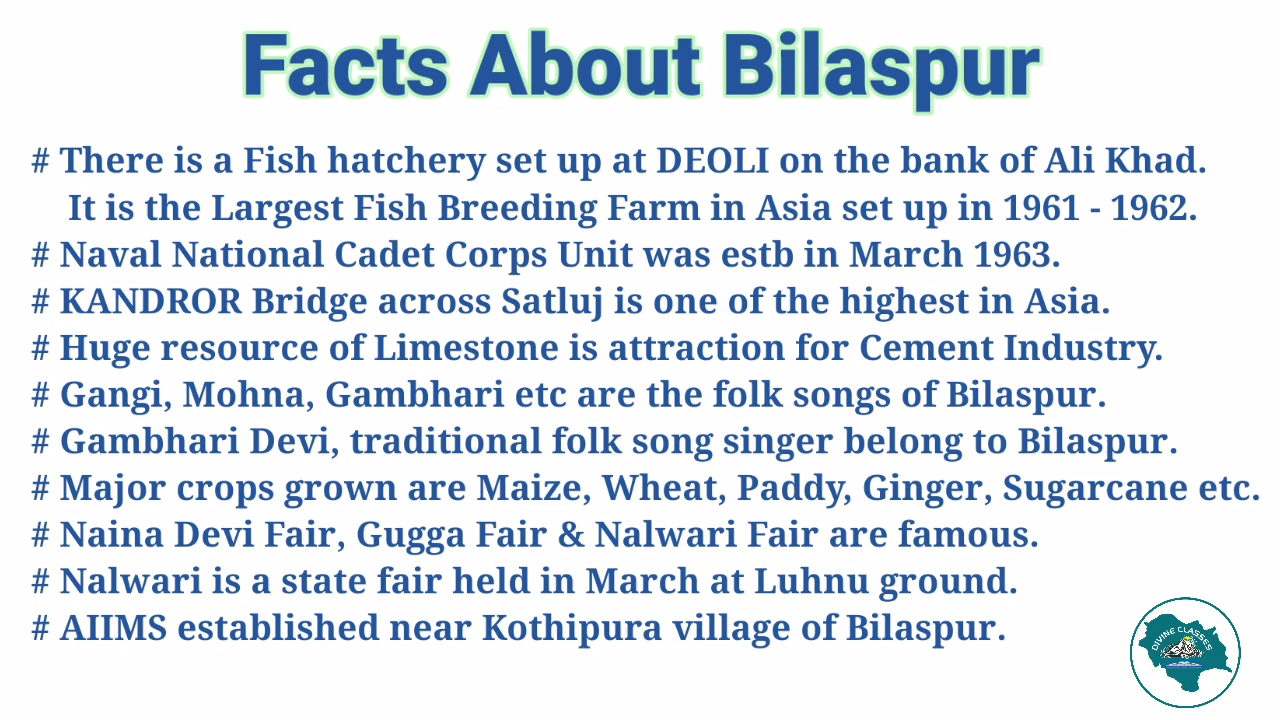 Facts About Bilaspur
# There is a Fish hatchery set up at DEOLI on the bank of Ali Khad.
It is the Largest Fish Breeding Farm in Asia set up in 1961 - 1962.
# Naval National Cadet Corps Unit was estb in March 1963.
# KANDROR Bridge across Satluj is one of the highest in Asia.
# Huge resource of Limestone is attraction for Cement Industry.
# Gangi, Mohna, Gambhari etc are the folk songs of Bilaspur.
# Gambhari Devi, traditional folk song singer belong to Bilaspur.
# Major crops grown are Maize, Wheat, Paddy, Ginger, Sugarcane etc.
# Naina Devi Fair, Gugga Fair & Nalwari Fair are famous.
# Nalwari is a state fair held in March at Luhnu ground.
# AIIMS established near Kothipura village of Bilaspur.
DIVINE CLASSES